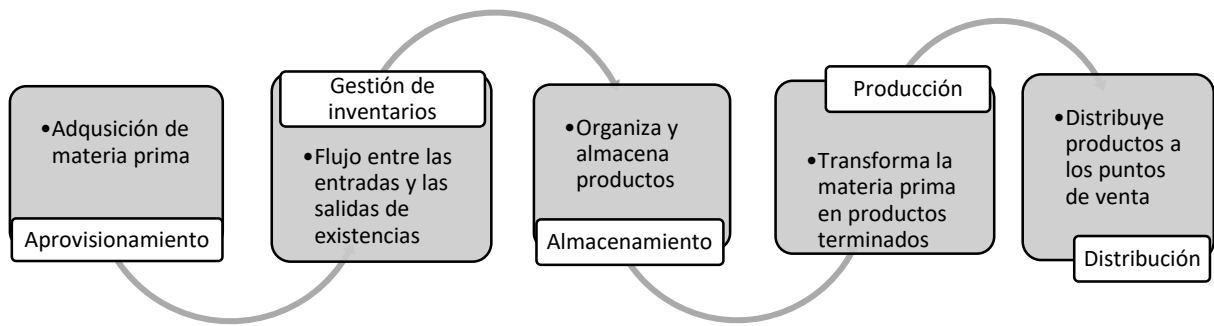 •Adqusición de
materia prima
Aprovisionamiento
Gestión de
inventarios
•Flujo entre las
entradas y las
salidas de
existencias
•Organiza y
almacena
productos
Almacenamiento
Producción
•Transforma la
materia prima
en productos
terminados
•Distribuye
productos a
los puntos
de venta
Distribución